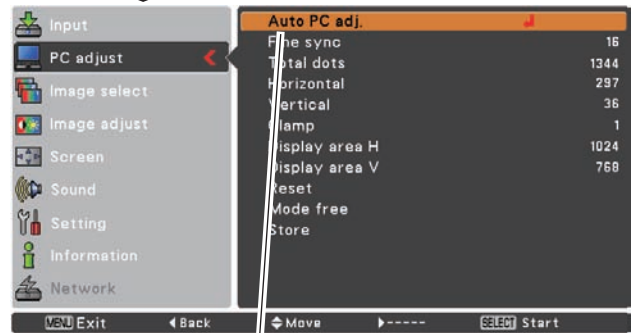 Input
PC adjust
Image select
Image adjust
Screen
Sound
Setting
Information
Network
Auto PC adj.
Fine sync 16
Total dots 1344
Horizontal 297
Vertical 36
Clamp 1
Display area H 1024
Display area V 768
Reset
Mode free
Store
MENU Exit
Back
Move
-----
SELECT Start